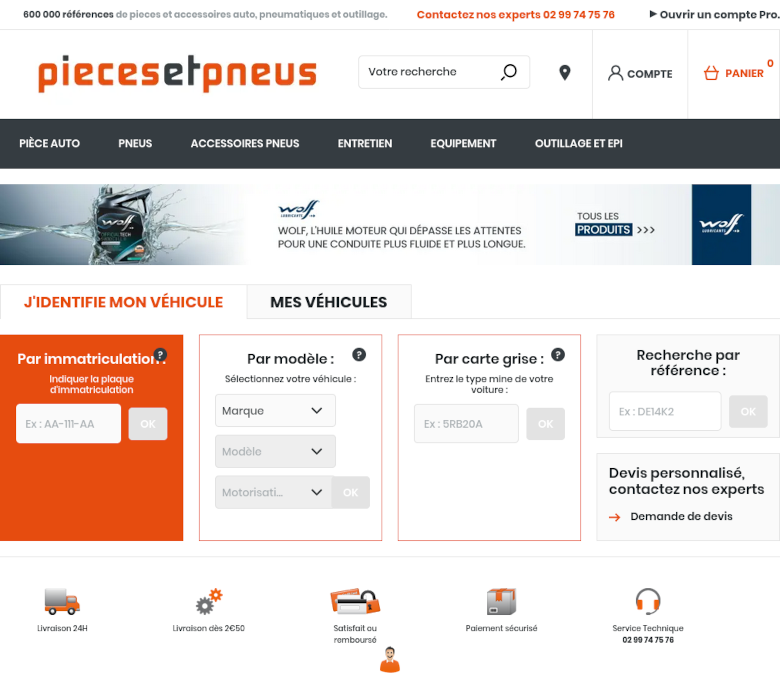 600 000 références de pieces et accessoires auto, pneumatiques et outillage.
Contactez nos experts 02 99 74 75 76
Ouvrir un compte Pro.
piecesetpneus
Votre recherche
COMPTE
PANIER
0
PIÈCE AUTO
PNEUS
ACCESSOIRES PNEUS
ENTRETIEN
EQUIPEMENT
OUTILLAGE ET EPI
wolf
wolf
LUBRICANTS
WOLF, L'HUILE MOTEUR QUI DÉPASSE LES ATTENTES
POUR UNE CONDUITE PLUS FLUIDE ET PLUS LONGUE.
TOUS LES
PRODUITS >>>
wolf
LUBRICANTS
J'IDENTIFIE MON VÉHICULE
MES VÉHICULES
Par immatriculation :
?
Indiquer la plaque
d'immatriculation
Ex : AA-111-AA
OK
Par modèle :
?
Sélectionnez votre véhicule :
Marque
Modèle
Motorisati...
OK
Par carte grise :
?
Entrez le type mine de votre
voiture :
Ex : 5RB20A
OK
Recherche par
référence :
Ex : DE14K2
OK
Devis personnalisé,
contactez nos experts
Demande de devis
Livraison 24H
Livraison dès 2€50
Satisfait ou
remboursé
Paiement sécurisé
Service Technique
02 99 74 75 76